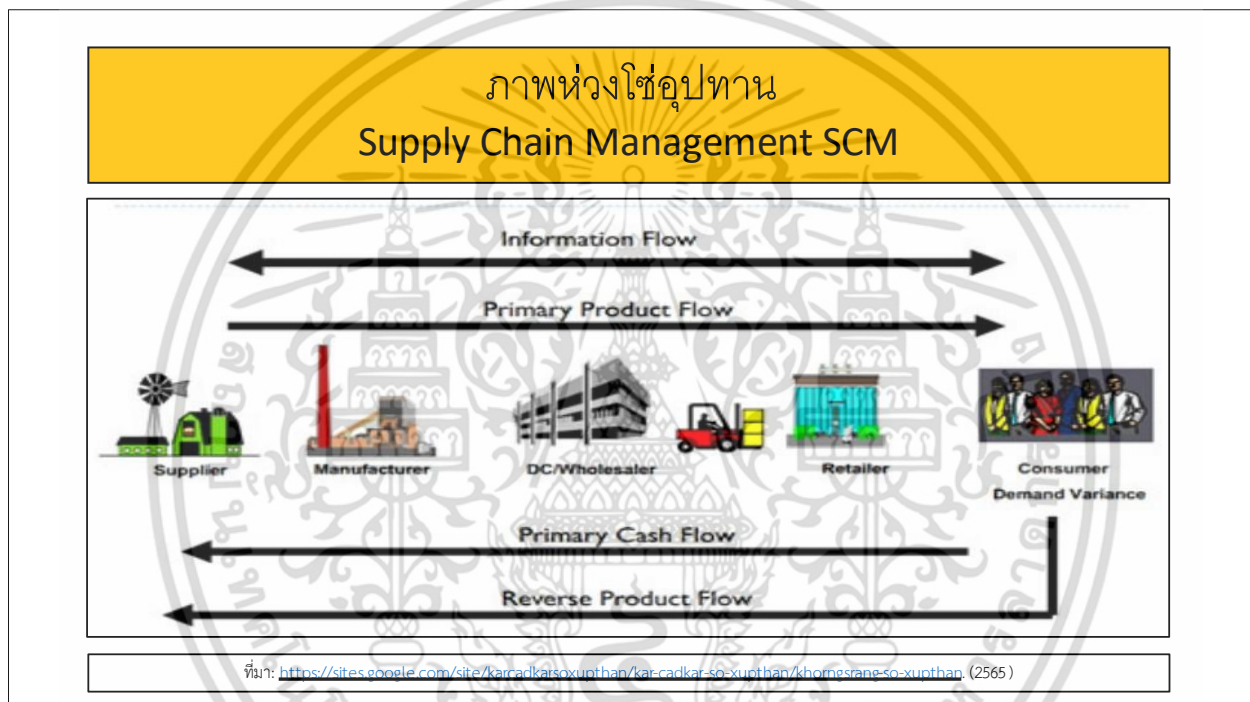 ภาพห่วงโซ่อุปทาน
Supply Chain Management SCM
Information Flow
Primary Product Flow
Supplier
Manufacturer
DC/Wholesaler
Retailer
Consumer
Demand Variance
Primary Cash Flow
Reverse Product Flow
ที่มา: https://sites.google.com/site/karcadkarsoxupthan/kar-cadkar-so-xupthan/khorngsrang-so-xupthan. (2565)